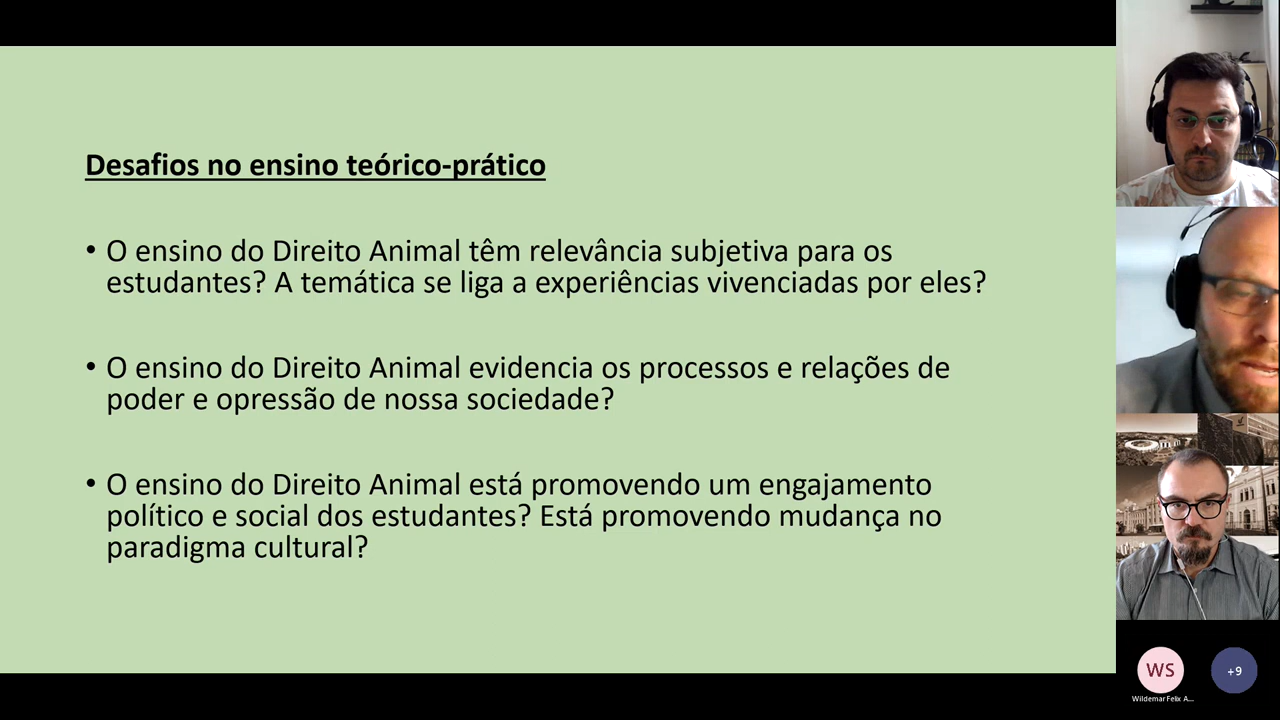 Desafios no ensino teórico-prático
• O ensino do Direito Animal têm relevância subjetiva para os
estudantes? A temática se liga a experiências vivenciadas por eles?
• O ensino do Direito Animal evidencia os processos e relações de
poder e opressão de nossa sociedade?
• O ensino do Direito Animal está promovendo um engajamento
político e social dos estudantes? Está promovendo mudança no
paradigma cultural?
WS
+9
Wildemar Felix A...